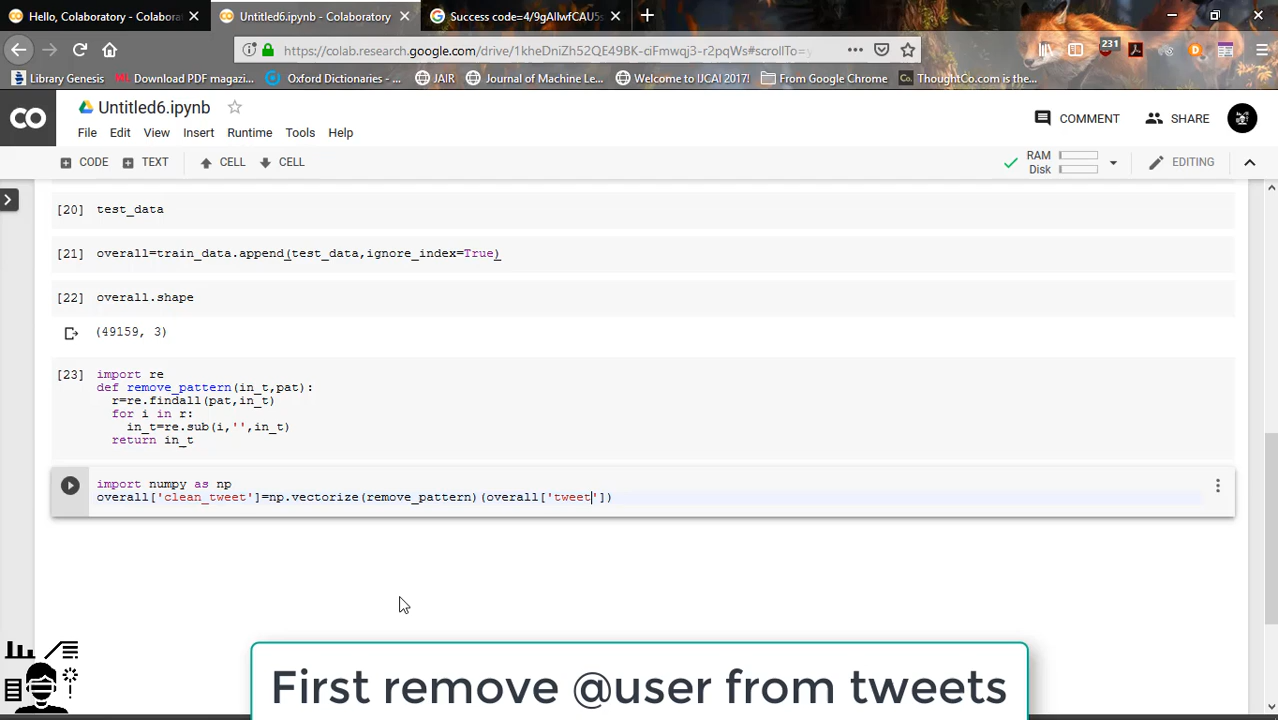 Hello, Colaboratory - Colaborato
Untitled6.ipynb - Colaboratory
Success code=4/9gAllwfCAU5s
https://colab.research.google.com/drive/1kheDniZh52QE49BK-ciFmwqj3-r2pqWs#scrollTo=
231
Library Genesis
Download PDF magazi...
Oxford Dictionaries - ...
JAIR
Journal of Machine Le...
Welcome to IJCAI 2017!
From Google Chrome
Co.
ThoughtCo.com is the...
CO
Untitled6.ipynb
File Edit View Insert Runtime Tools Help
COMMENT
SHARE
CODE TEXT CELL CELL
RAM
Disk
EDITING
[20] test_data
[21] overall=train_data.append(test_data,ignore_index=True)
[22] overall.shape
(49159, 3)
[23] import re
def remove_pattern(in_t,pat):
r=re.findall(pat,in_t)
for i in r:
in_t=re.sub(i,'',in_t)
return in_t
import numpy as np
overall['clean_tweet']=np.vectorize(remove_pattern)(overall['tweet'])
First remove @user from tweets